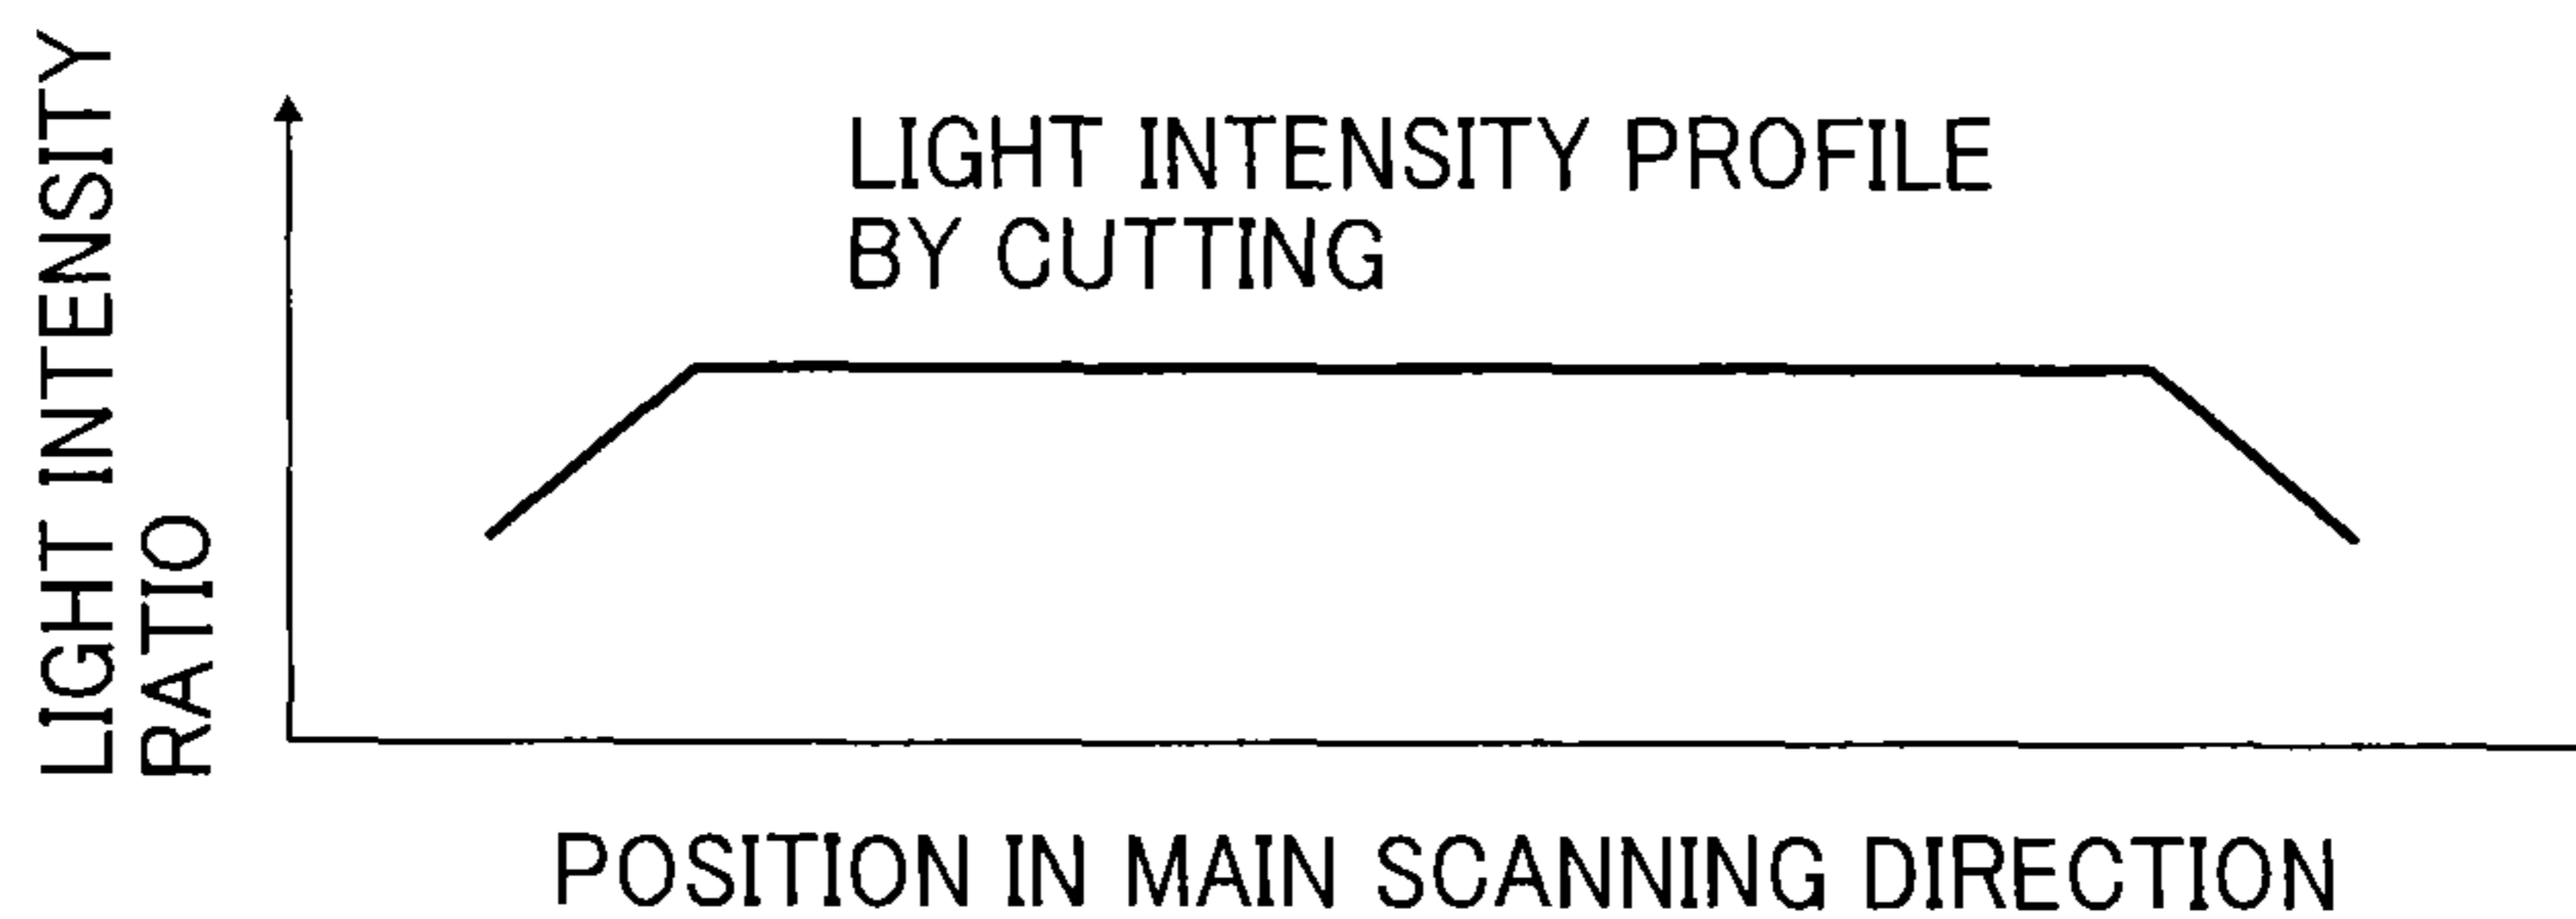 LIGHT INTENSITY
RATIO
LIGHT INTENSITY PROFILE
BY CUTTING
POSITION IN MAIN SCANNING DIRECTION